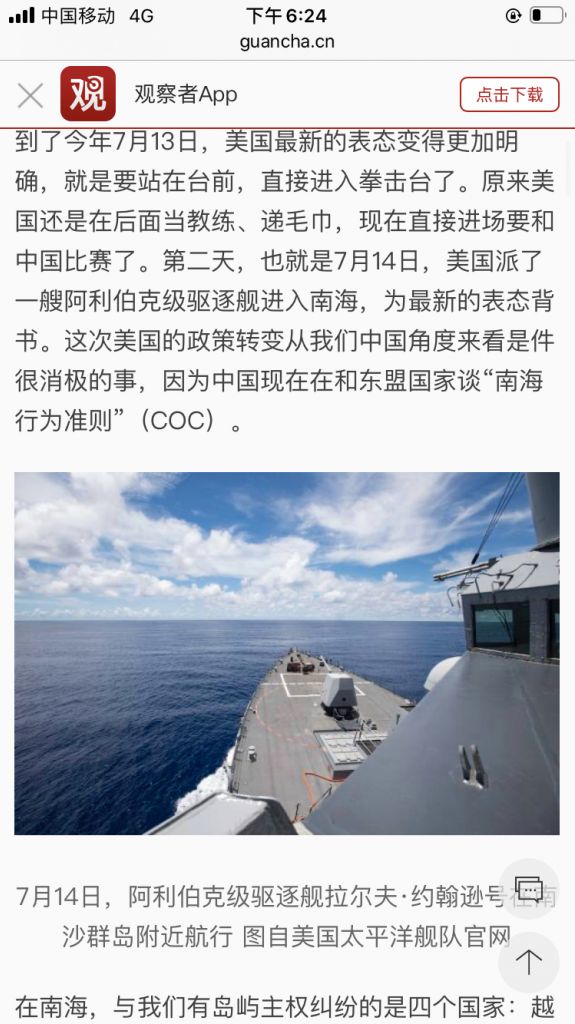 中国移动 4G 下午6:24
guancha.cn
观 观察者App 点击下载
到了今年7月13日，美国最新的表态变得更加明
确，就是要站在台前，直接进入拳击台了。原来美
国还是在后面当教练、递毛巾，现在直接进场要和
中国比赛了。第二天，也就是7月14日，美国派了
一艘阿利伯克级驱逐舰进入南海，为最新的表态背
书。这次美国的政策转变从我们中国角度来看是件
很消极的事，因为中国现在在和东盟国家谈“南海
行为准则”（COC）。
7月14日，阿利伯克级驱逐舰拉尔夫·约翰逊号在南
沙群岛附近航行 图自美国太平洋舰队官网
在南海，与我们有岛屿主权纠纷的是四个国家：越